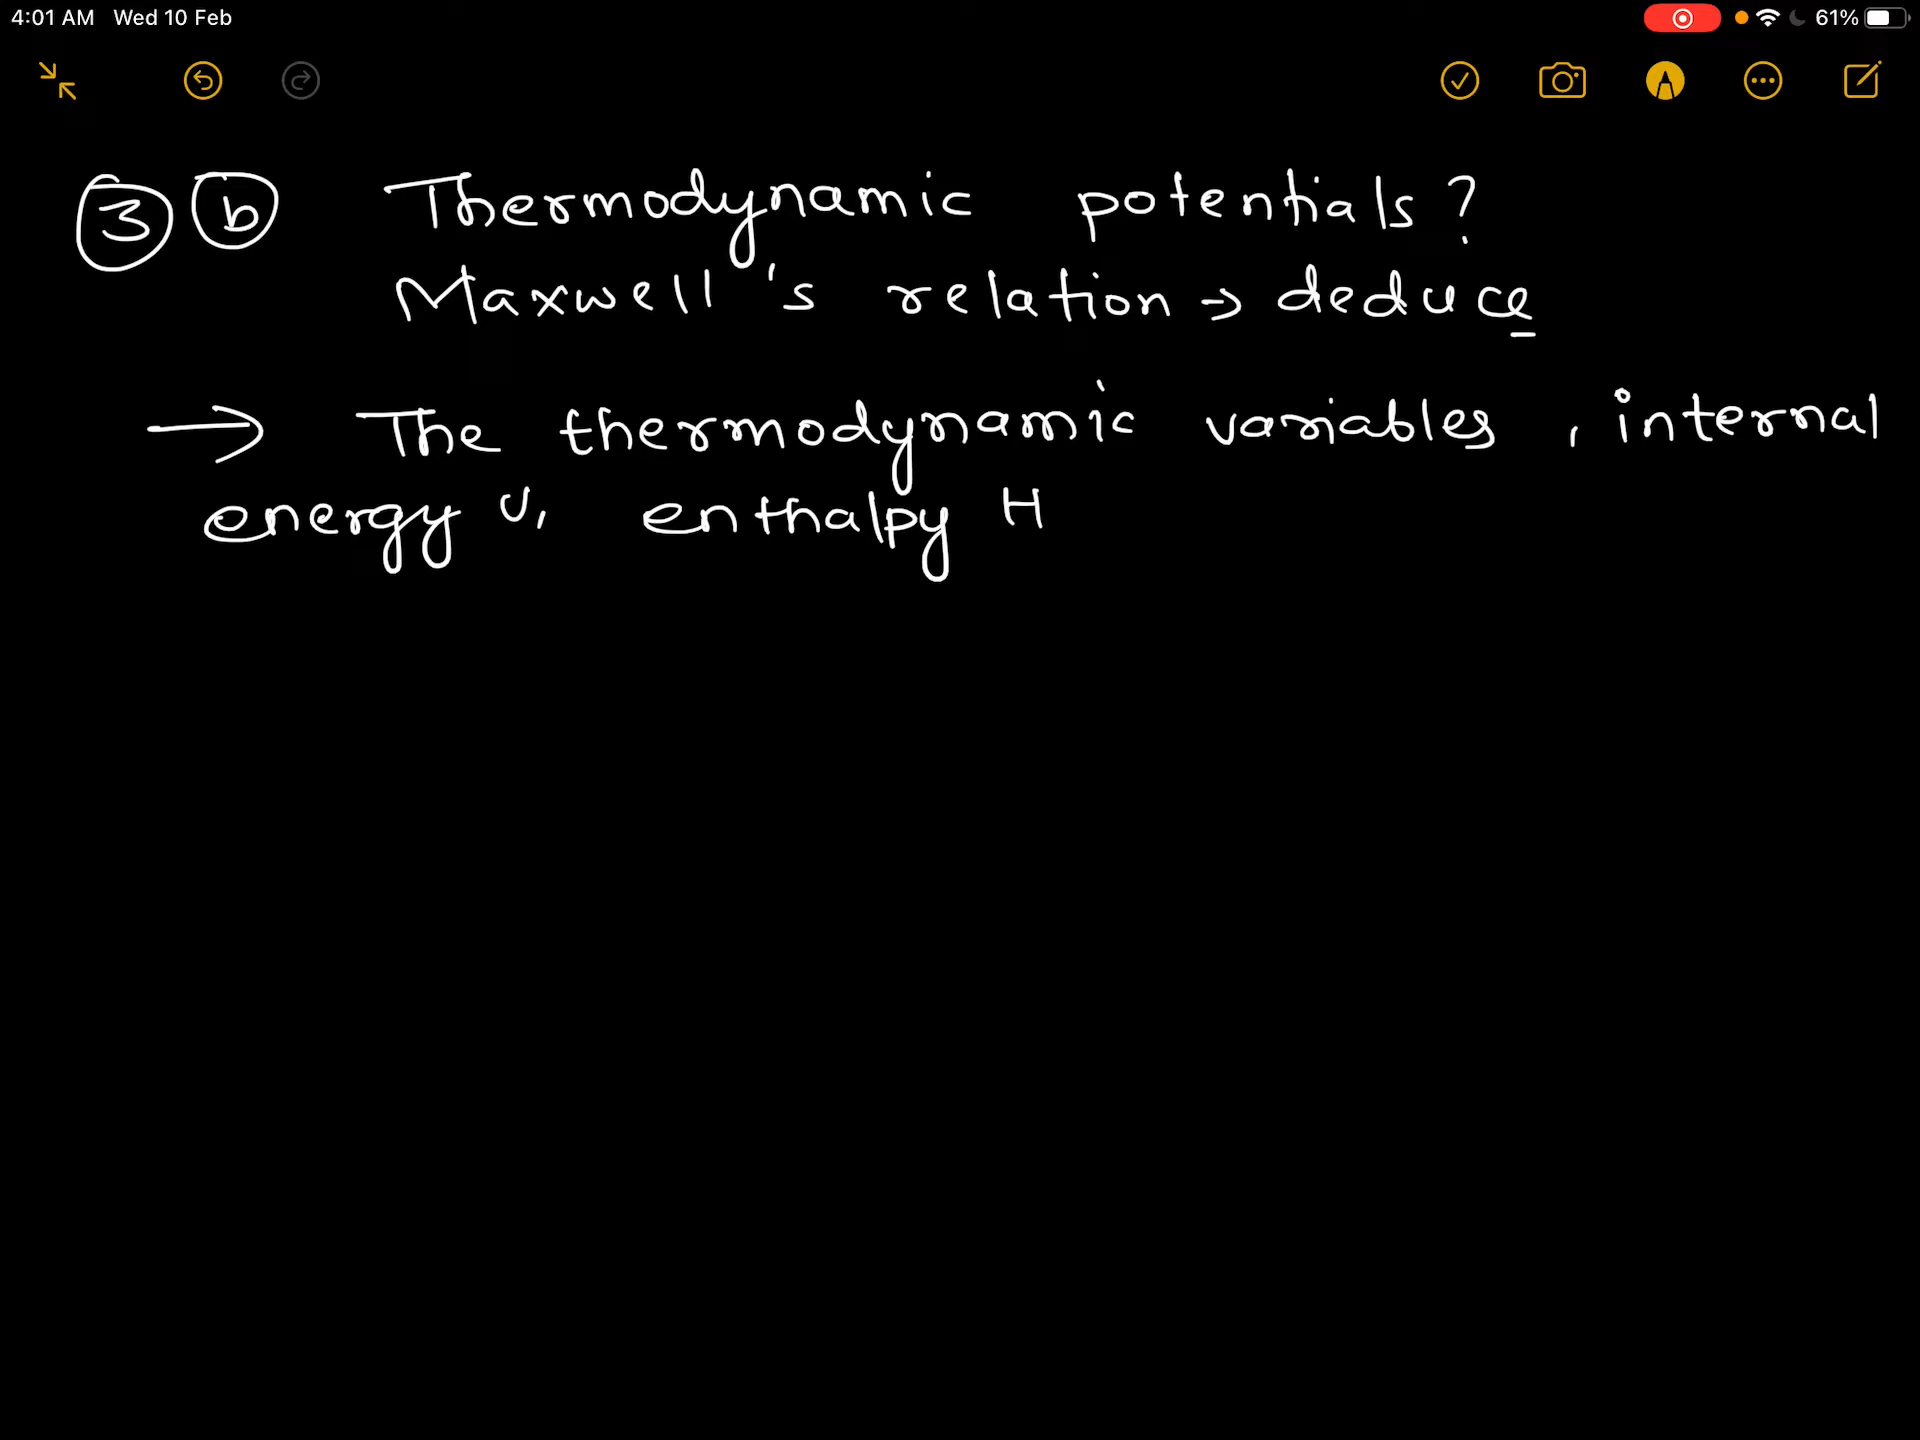 4:01 AM Wed 10 Feb 61%
3 b Thermodynamic potentials?
Maxwell's relation → deduce
→ The thermodynamic variables, internal
energy U, enthalpy H